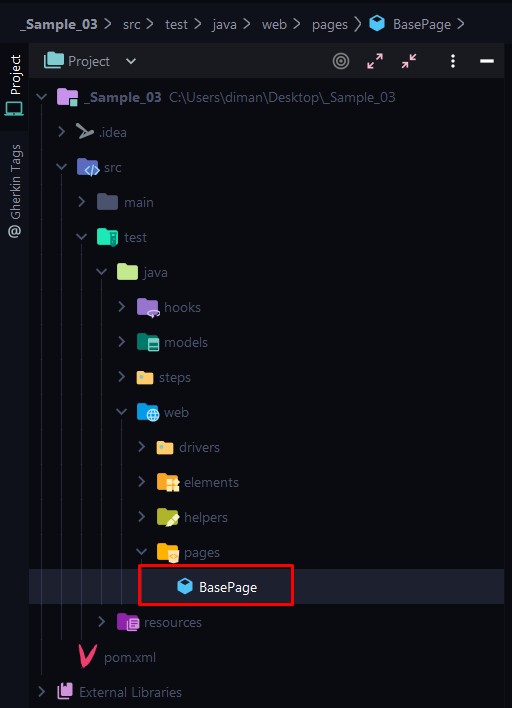 _Sample_03 > src > test > java > web > pages > BasePage >
Project
Project
_Sample_03 C:\Users\diman\Desktop\_Sample_03
.idea
src
main
test
java
hooks
models
steps
web
drivers
elements
helpers
pages
BasePage
resources
pom.xml
External Libraries
@ Gherkin Tags